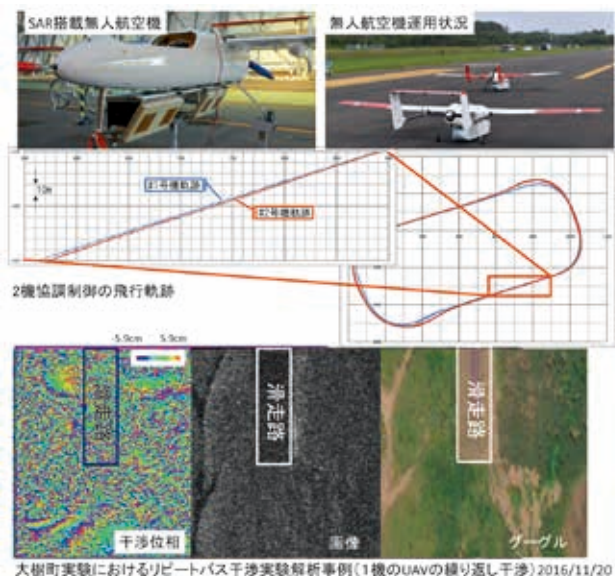 SAR搭載無人航空機
無人航空機運用状況
10m
#1号機軌跡
#2号機軌跡
2機協調制御の飛行軌跡
-5.9cm 5.9cm
滑走路
滑走路
滑走路
干渉位相
画像
グーグル
大樹町実験におけるリピートパス干渉実験解析事例(1機のUAVの繰り返し干渉)2016/11/20